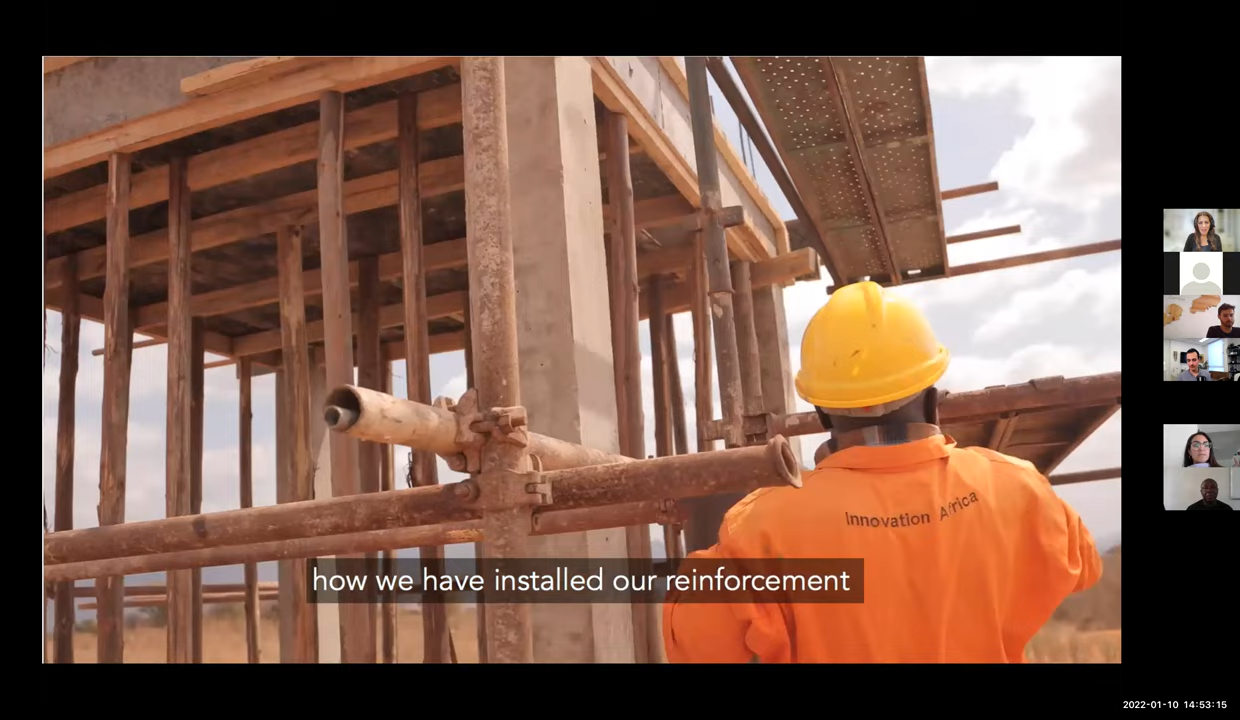 Innovation Africa
how we have installed our reinforcement
2022-01-10 14:53:15